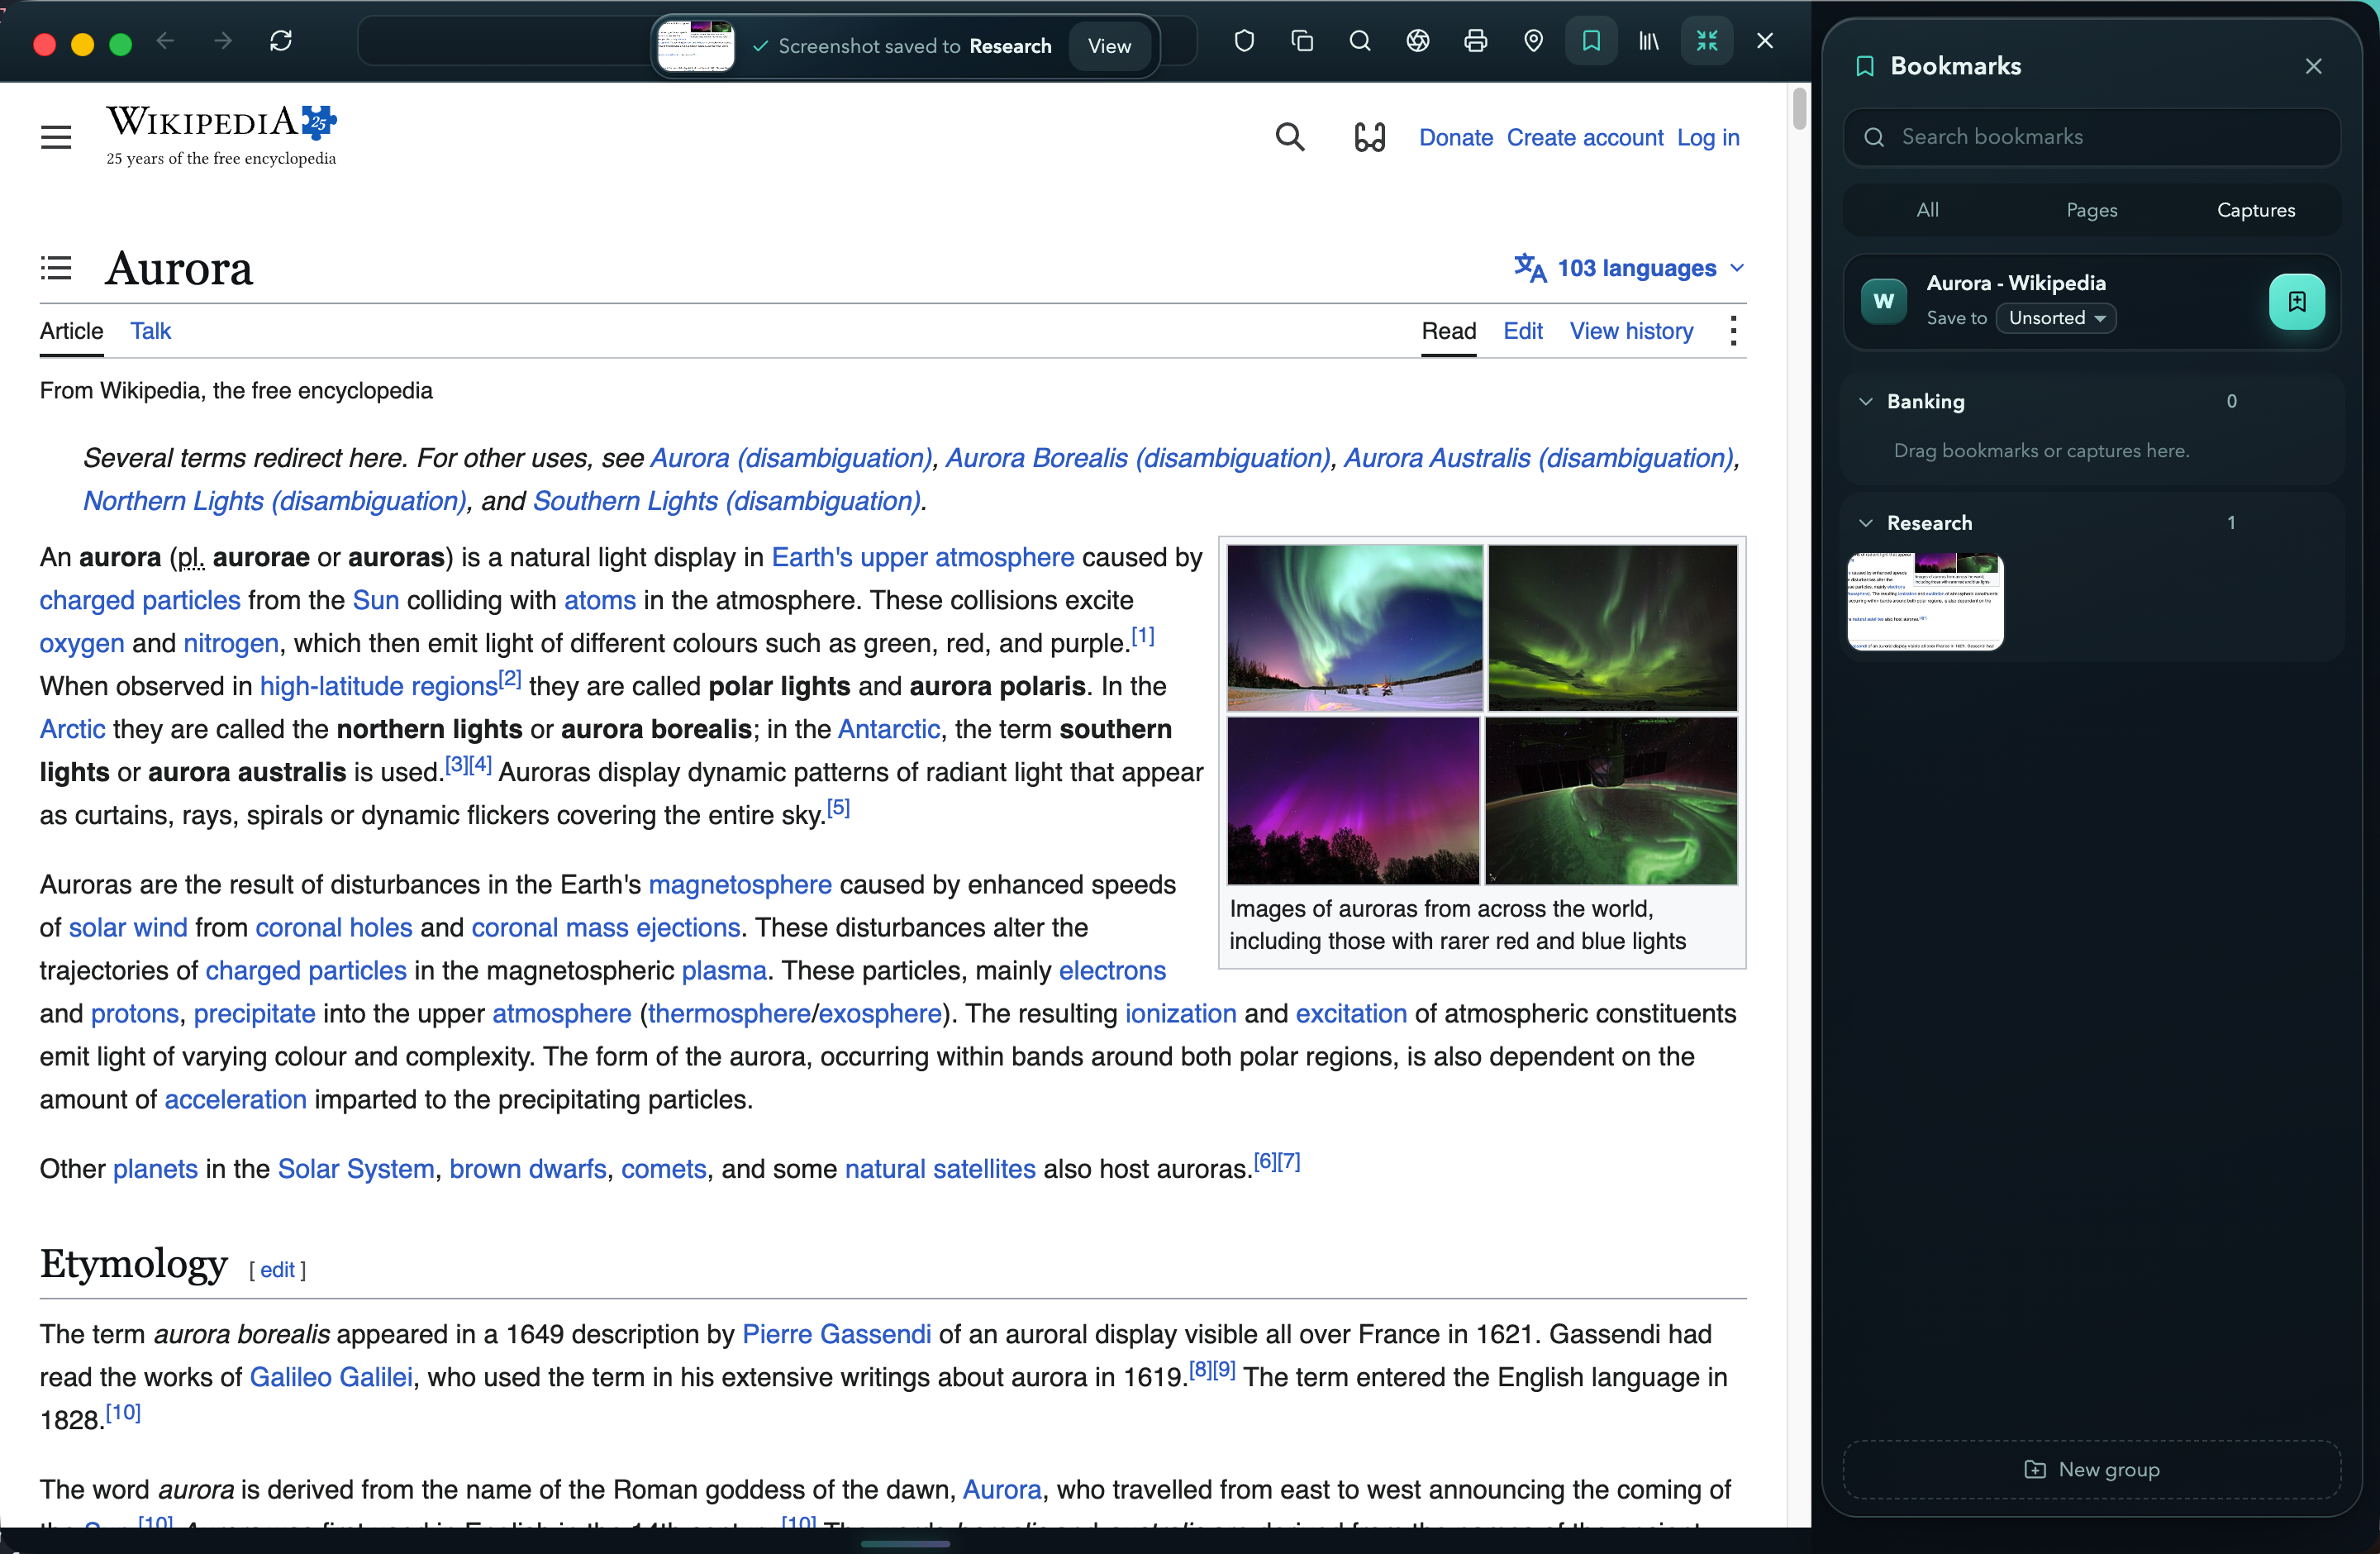 Screenshot saved to Research View
WIKIPEDIA 25
25 years of the free encyclopedia
Donate Create account Log in
Aurora
103 languages
Article Talk
Read Edit View history
From Wikipedia, the free encyclopedia
Several terms redirect here. For other uses, see Aurora (disambiguation), Aurora Borealis (disambiguation), Aurora Australis (disambiguation),
Northern Lights (disambiguation), and Southern Lights (disambiguation).
An aurora (pl. aurorae or auroras) is a natural light display in Earth's upper atmosphere caused by
charged particles from the Sun colliding with atoms in the atmosphere. These collisions excite
oxygen and nitrogen, which then emit light of different colours such as green, red, and purple.[1]
When observed in high-latitude regions[2] they are called polar lights and aurora polaris. In the
Arctic they are called the northern lights or aurora borealis; in the Antarctic, the term southern
lights or aurora australis is used.[3][4] Auroras display dynamic patterns of radiant light that appear
as curtains, rays, spirals or dynamic flickers covering the entire sky.[5]
Images of auroras from across the world,
including those with rarer red and blue lights
Auroras are the result of disturbances in the Earth's magnetosphere caused by enhanced speeds
of solar wind from coronal holes and coronal mass ejections. These disturbances alter the
trajectories of charged particles in the magnetospheric plasma. These particles, mainly electrons
and protons, precipitate into the upper atmosphere (thermosphere/exosphere). The resulting ionization and excitation of atmospheric constituents
emit light of varying colour and complexity. The form of the aurora, occurring within bands around both polar regions, is also dependent on the
amount of acceleration imparted to the precipitating particles.
Other planets in the Solar System, brown dwarfs, comets, and some natural satellites also host auroras.[6][7]
Etymology [ edit ]
The term aurora borealis appeared in a 1649 description by Pierre Gassendi of an auroral display visible all over France in 1621. Gassendi had
read the works of Galileo Galilei, who used the term in his extensive writings about aurora in 1619.[8][9] The term entered the English language in
1828.[10]
The word aurora is derived from the name of the Roman goddess of the dawn, Aurora, who travelled from east to west announcing the coming of
Bookmarks
Search bookmarks
All Pages Captures
W
Aurora - Wikipedia
Save to Unsorted
Banking 0
Drag bookmarks or captures here.
Research 1
New group